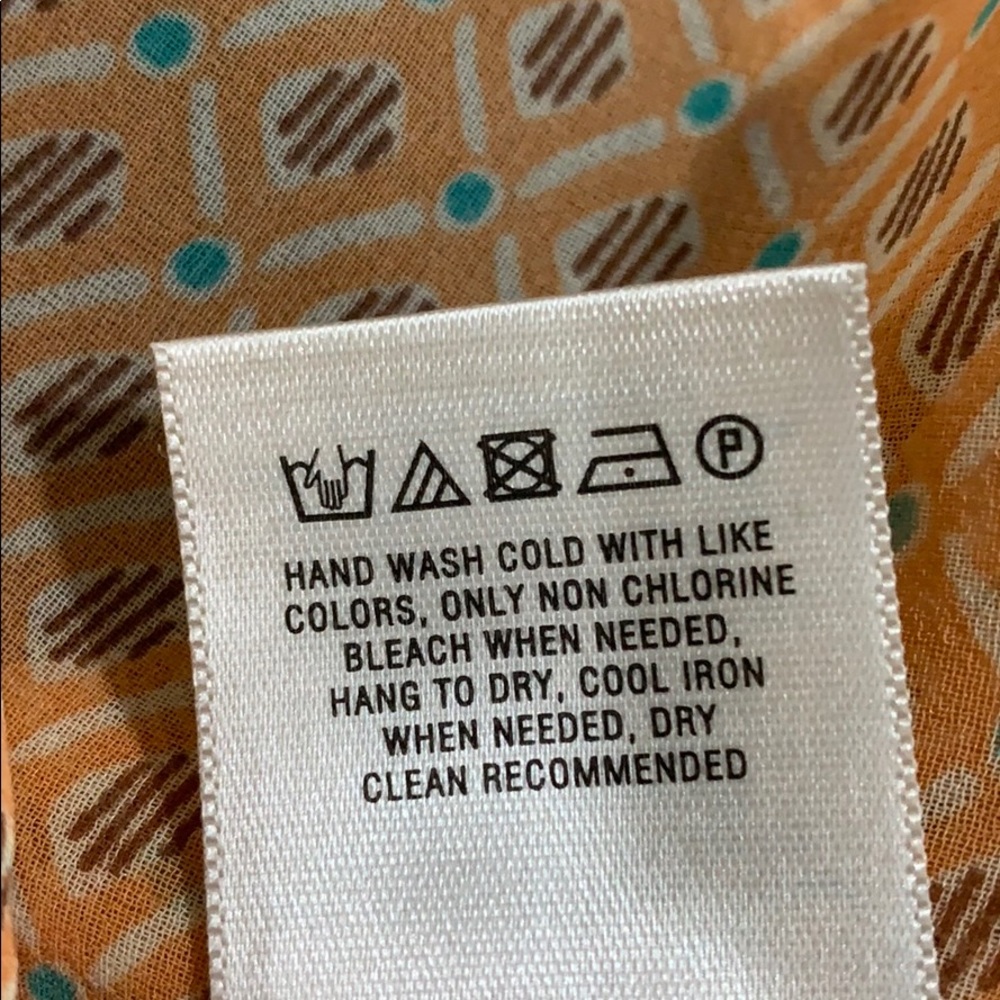 P
HAND WASH COLD WITH LIKE
COLORS, ONLY NON CHLORINE
BLEACH WHEN NEEDED,
HANG TO DRY, COOL IRON
WHEN NEEDED, DRY
CLEAN RECOMMENDED